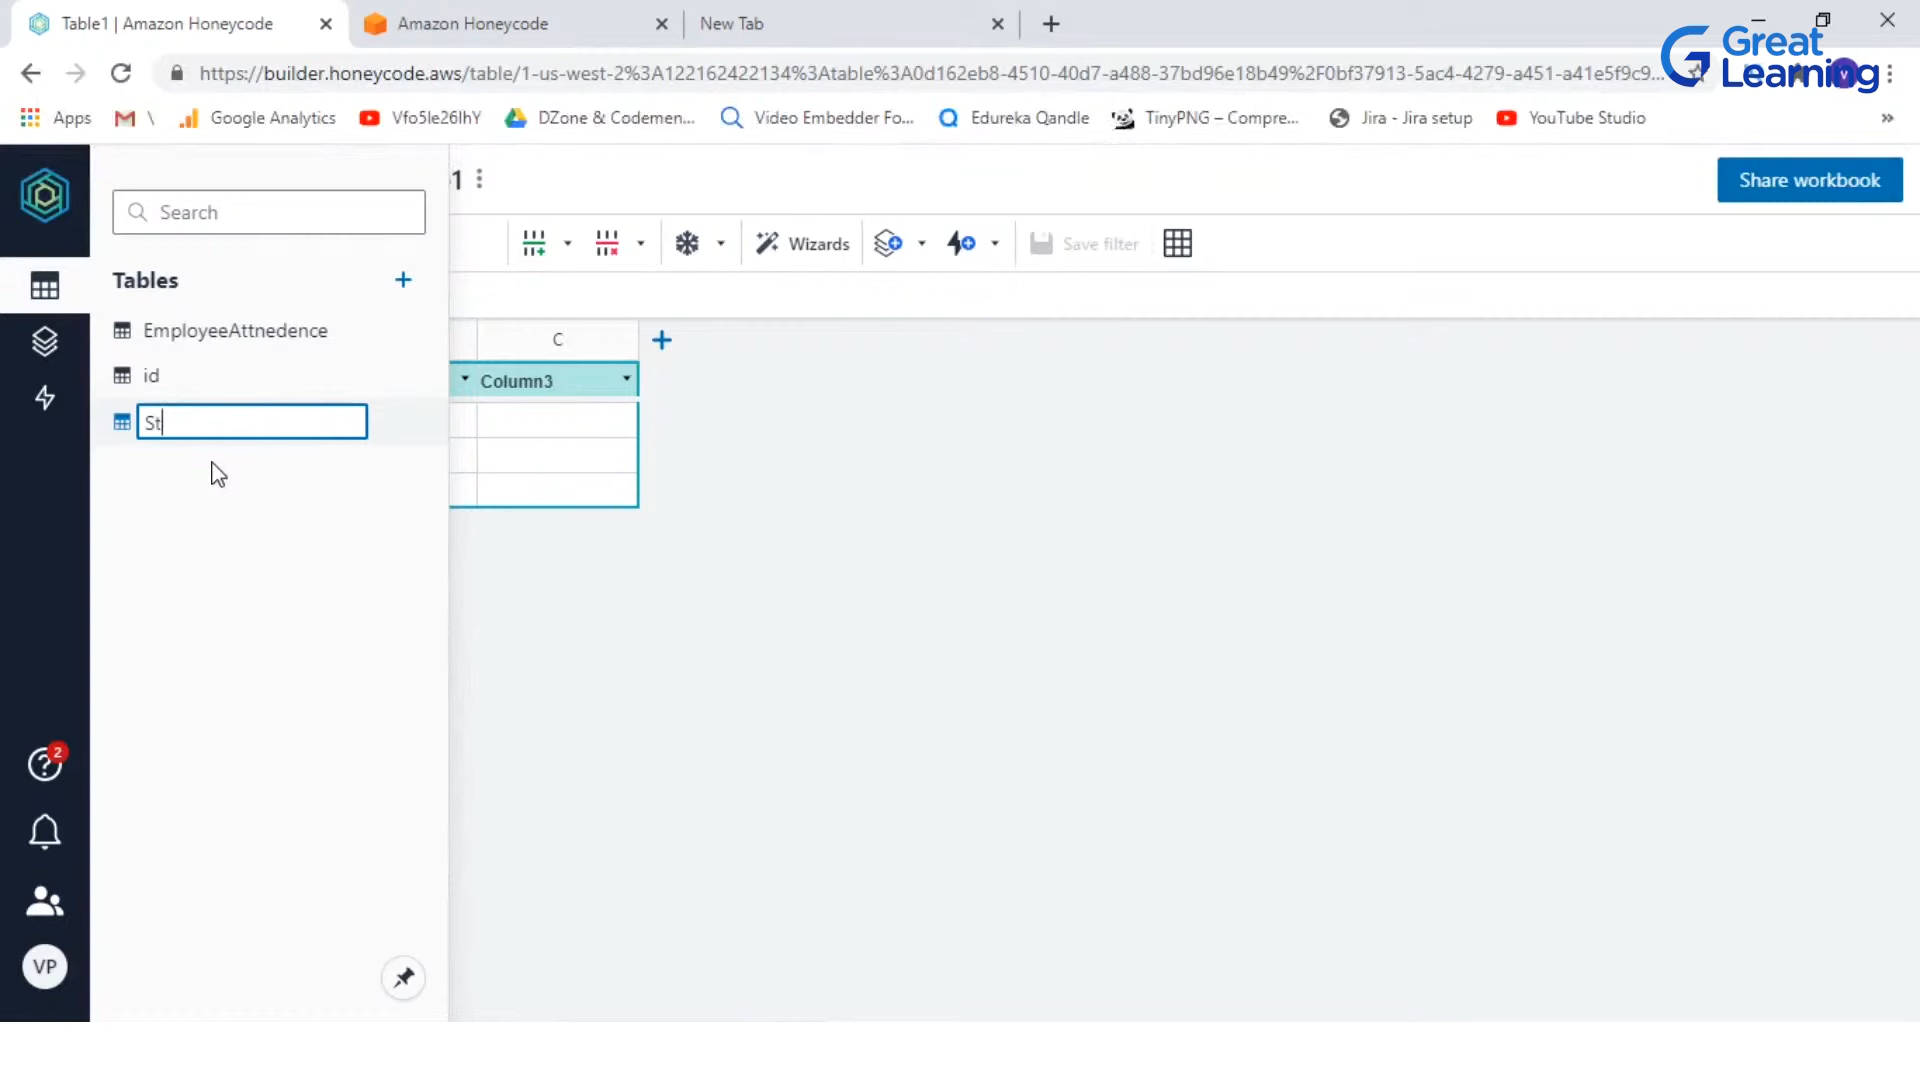 Table1 | Amazon Honeycode
Amazon Honeycode
New Tab
Great Learning
https://builder.honeycode.aws/table/1-us-west-2%3A122162422134%3Atable%3A0d162eb8-4510-40d7-a488-37bd96e18b49%2F0bf37913-5ac4-4279-a451-a41e5f9c9...
V
Apps
\
Google Analytics
Vfo5le26IhY
DZone & Codemen...
Video Embedder Fo...
Edureka Qandle
TinyPNG – Compre...
Jira - Jira setup
YouTube Studio
»
1
Share workbook
Search
Wizards
Save filter
Tables
EmployeeAttnedence
id
St
C
Column3
2
VP